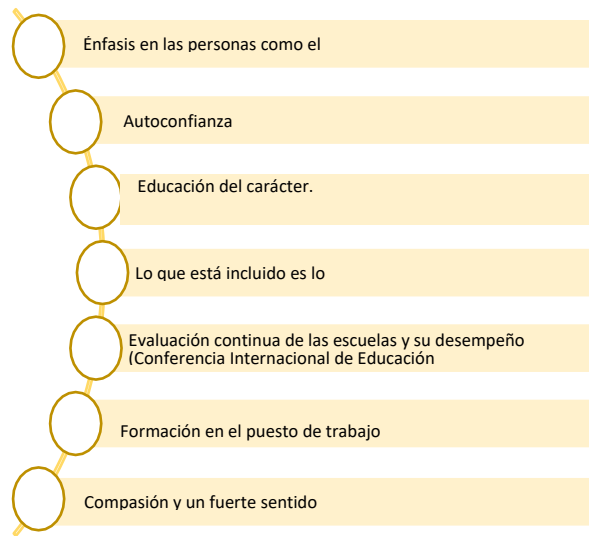 Énfasis en las personas como el
Autoconfianza
Educación del carácter.
Lo que está incluido es lo
Evaluación continua de las escuelas y su desempeño
(Conferencia Internacional de Educación
Formación en el puesto de trabajo
Compasión y un fuerte sentido